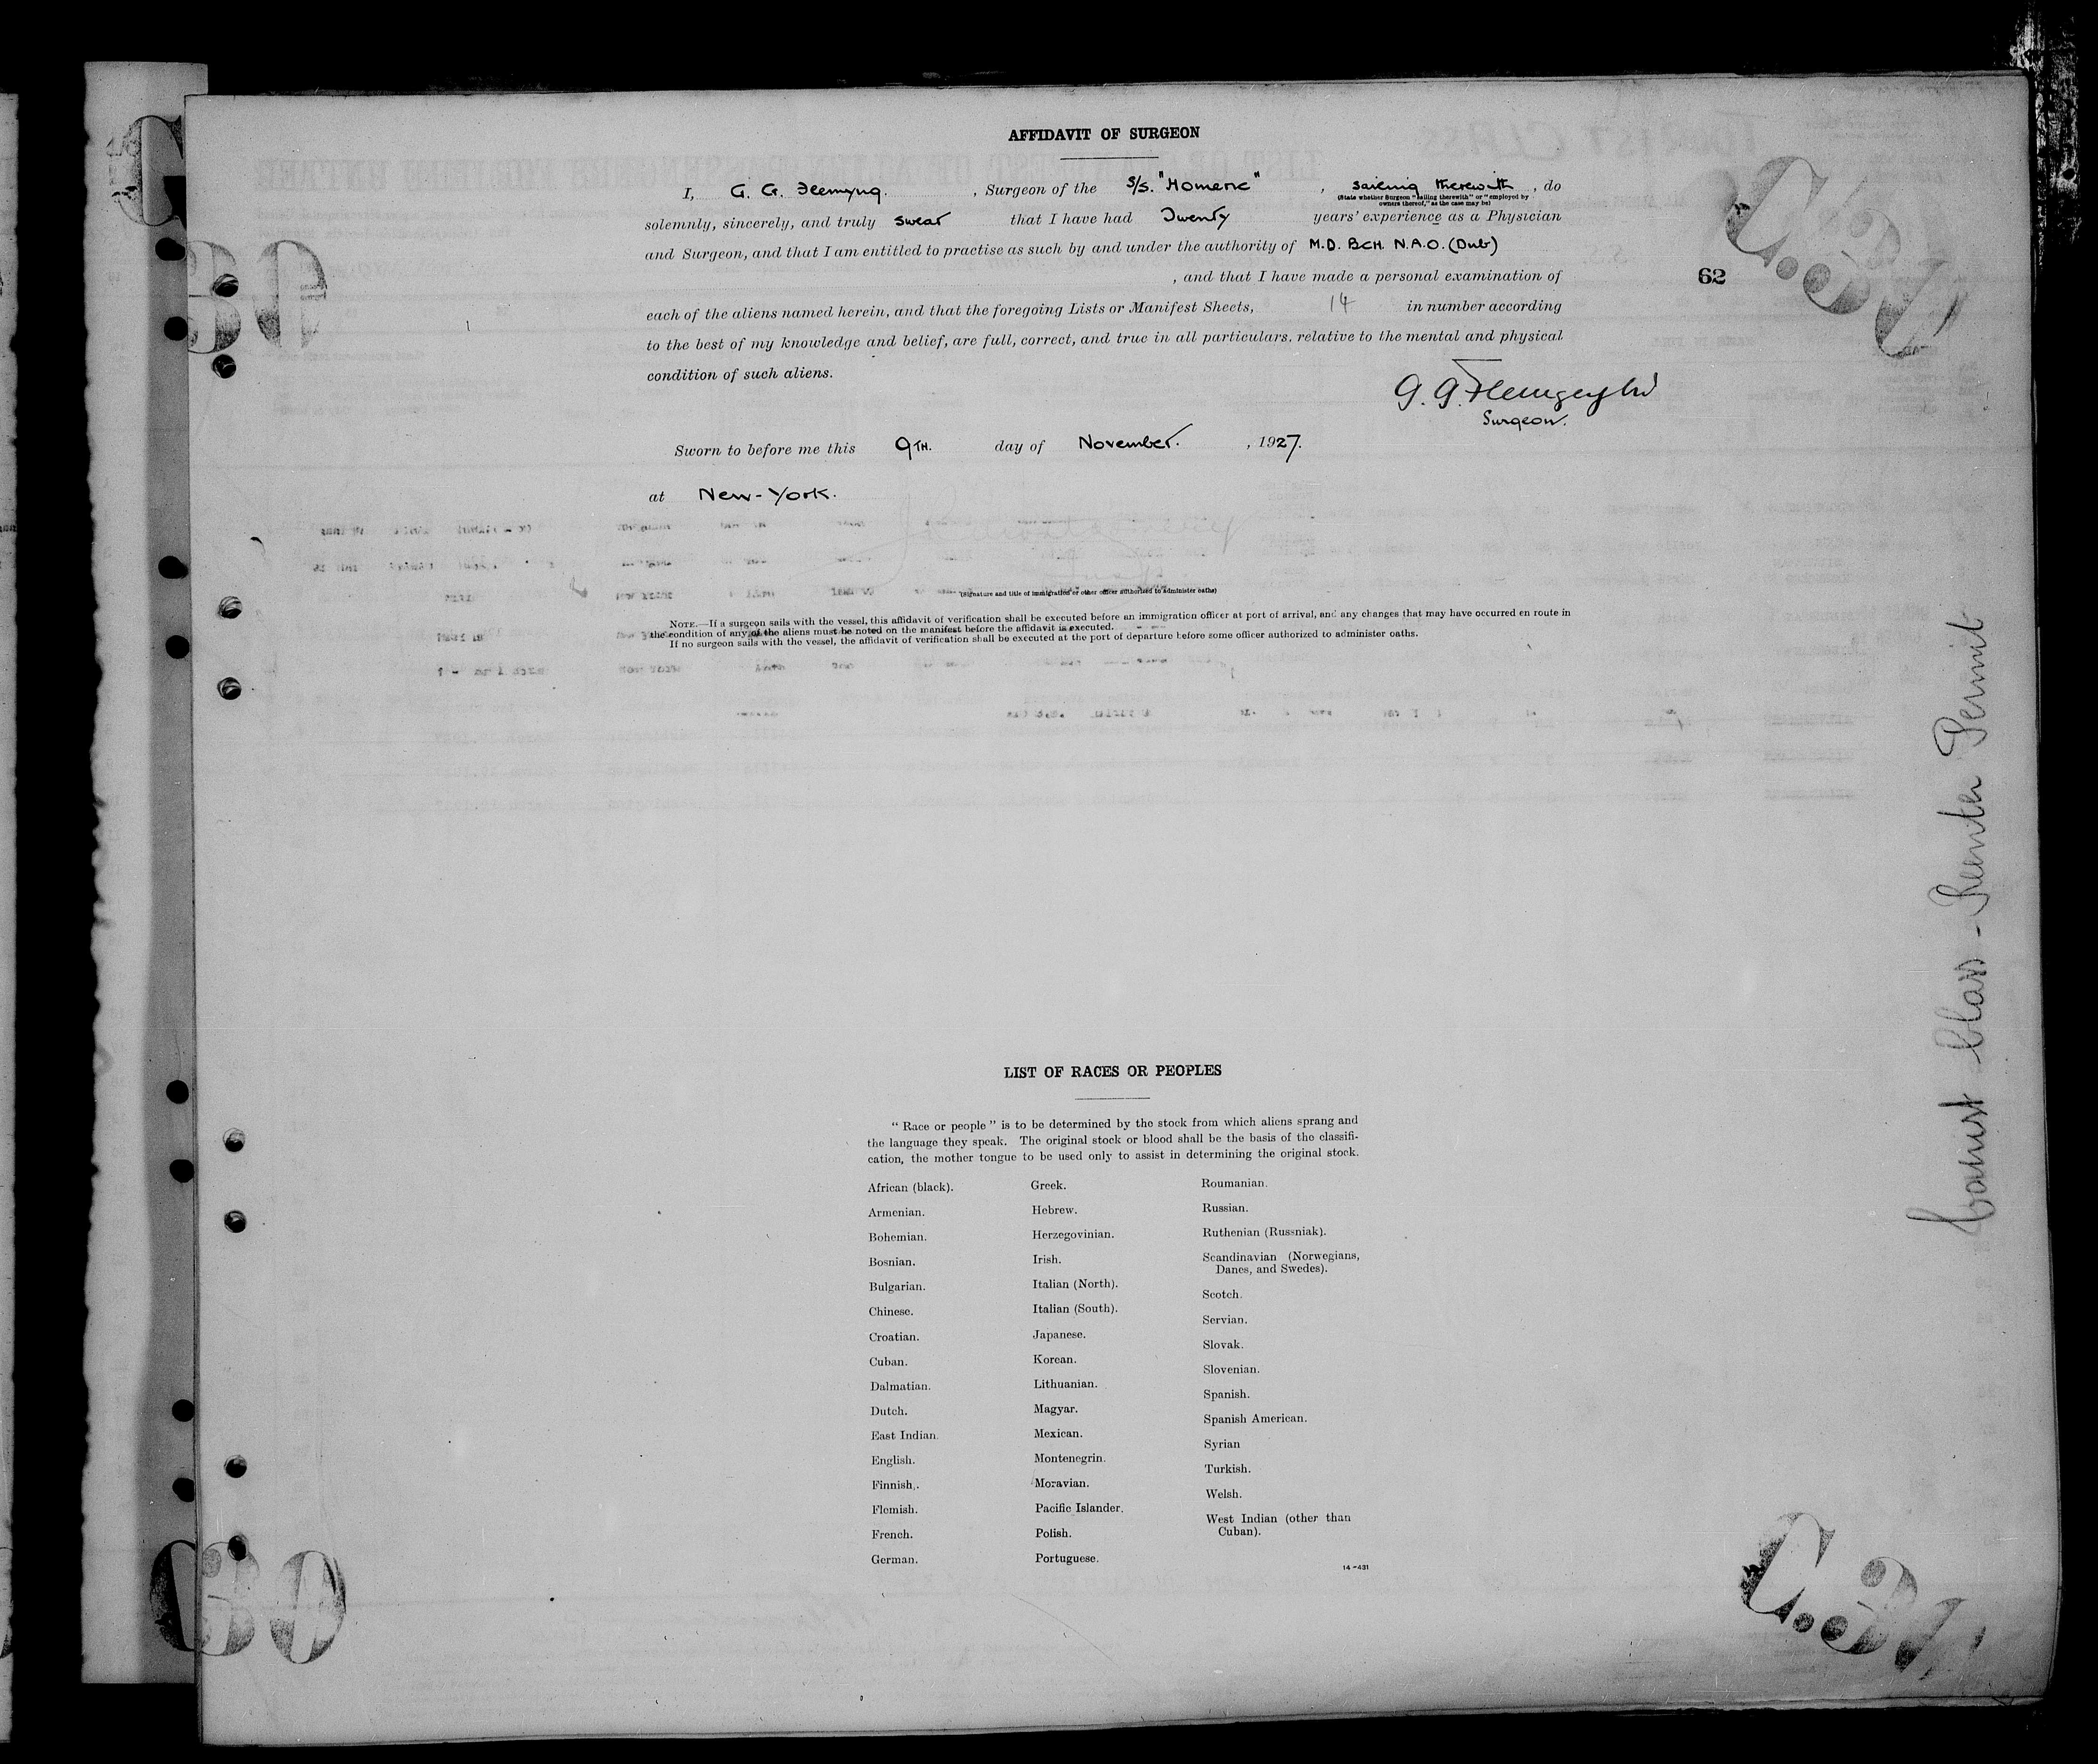 AFFIDAVIT OF SURGEON
I, G. G. Flemyng. , Surgeon of the S/S. "Homeric" , sailing therewith , do
(State whether Surgeon "sailing therewith" or "employed by
owners thereof," as the case may be)
solemnly, sincerely, and truly swear that I have had Twenty years' experience as a Physician
and Surgeon, and that I am entitled to practise as such by and under the authority of M.D. BCH. N.A.O. (Dub)
, and that I have made a personal examination of
62
each of the aliens named herein, and that the foregoing Lists or Manifest Sheets, 14 in number according
to the best of my knowledge and belief, are full, correct, and true in all particulars, relative to the mental and physical
condition of such aliens.
Surgeon.
Sworn to before me this 9TH. day of November. , 1927.
at New-York.
(Signature and title of immigration or other officer authorized to administer oaths)
NOTE.—If a surgeon sails with the vessel, this affidavit of verification shall be executed before an immigration officer at port of arrival, and any changes that may have occurred en route in
the condition of any of the aliens must be noted on the manifest before the affidavit is executed.
If no surgeon sails with the vessel, the affidavit of verification shall be executed at the port of departure before some officer authorized to administer oaths.
LIST OF RACES OR PEOPLES
"Race or people" is to be determined by the stock from which aliens sprang and
the language they speak. The original stock or blood shall be the basis of the classifi-
cation, the mother tongue to be used only to assist in determining the original stock.
African (black).
Armenian.
Bohemian.
Bosnian.
Bulgarian.
Chinese.
Croatian.
Cuban.
Dalmatian.
Dutch.
East Indian.
English.
Finnish.
Flemish.
French.
German.
Greek.
Hebrew.
Herzegovinian.
Irish.
Italian (North).
Italian (South).
Japanese.
Korean.
Lithuanian.
Magyar.
Mexican.
Montenegrin.
Moravian.
Pacific Islander.
Polish.
Portuguese.
Roumanian.
Russian.
Ruthenian (Russniak).
Scandinavian (Norwegians,
Danes, and Swedes).
Scotch.
Servian.
Slovak.
Slovenian.
Spanish.
Spanish American.
Syrian
Turkish.
Welsh.
West Indian (other than
Cuban).
14-431
Tourist Class - Reenter Permit